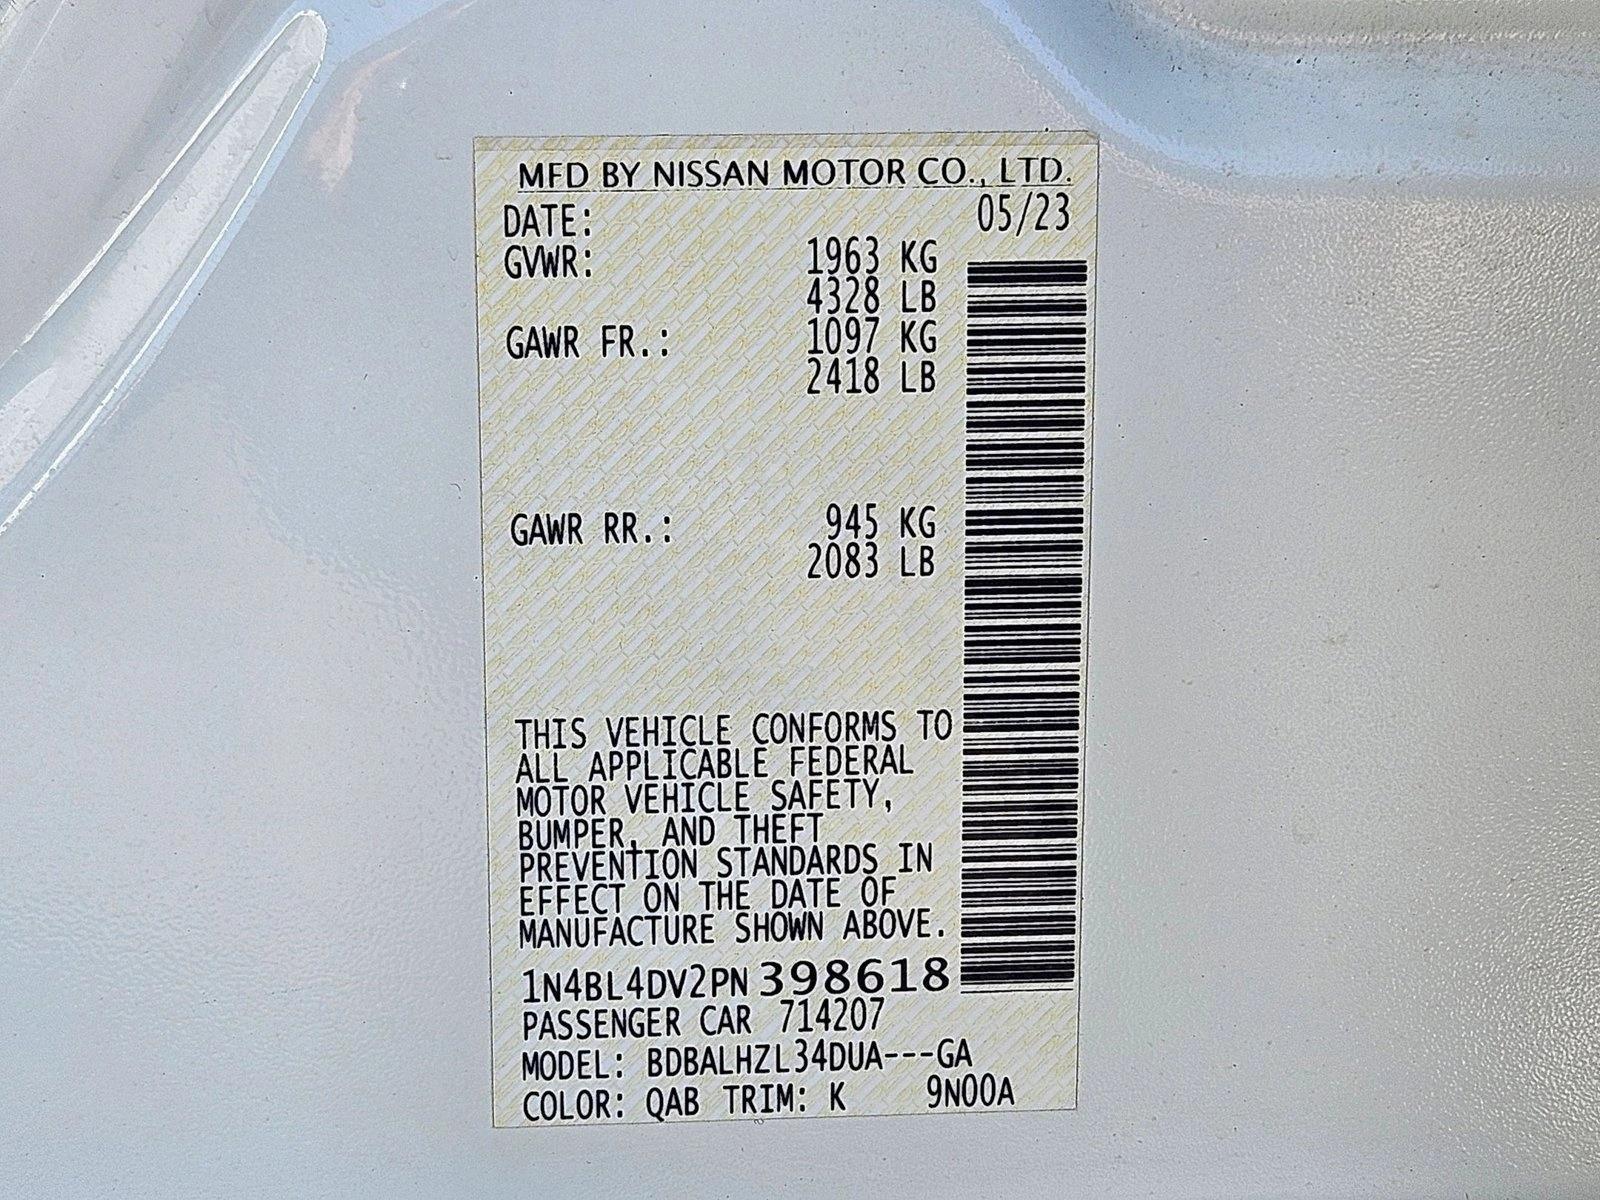 MFD BY NISSAN MOTOR CO., LTD.
DATE: 05/23
GVWR: 1963 KG
4328 LB
GAWR FR.: 1097 KG
2418 LB
GAWR RR.: 945 KG
2083 LB
THIS VEHICLE CONFORMS TO
ALL APPLICABLE FEDERAL
MOTOR VEHICLE SAFETY,
BUMPER, AND THEFT
PREVENTION STANDARDS IN
EFFECT ON THE DATE OF
MANUFACTURE SHOWN ABOVE.
1N4BL4DV2PN398618
PASSENGER CAR 714207
MODEL: BDBALHZL34DUA---GA
COLOR: QAB TRIM: K 9N00A